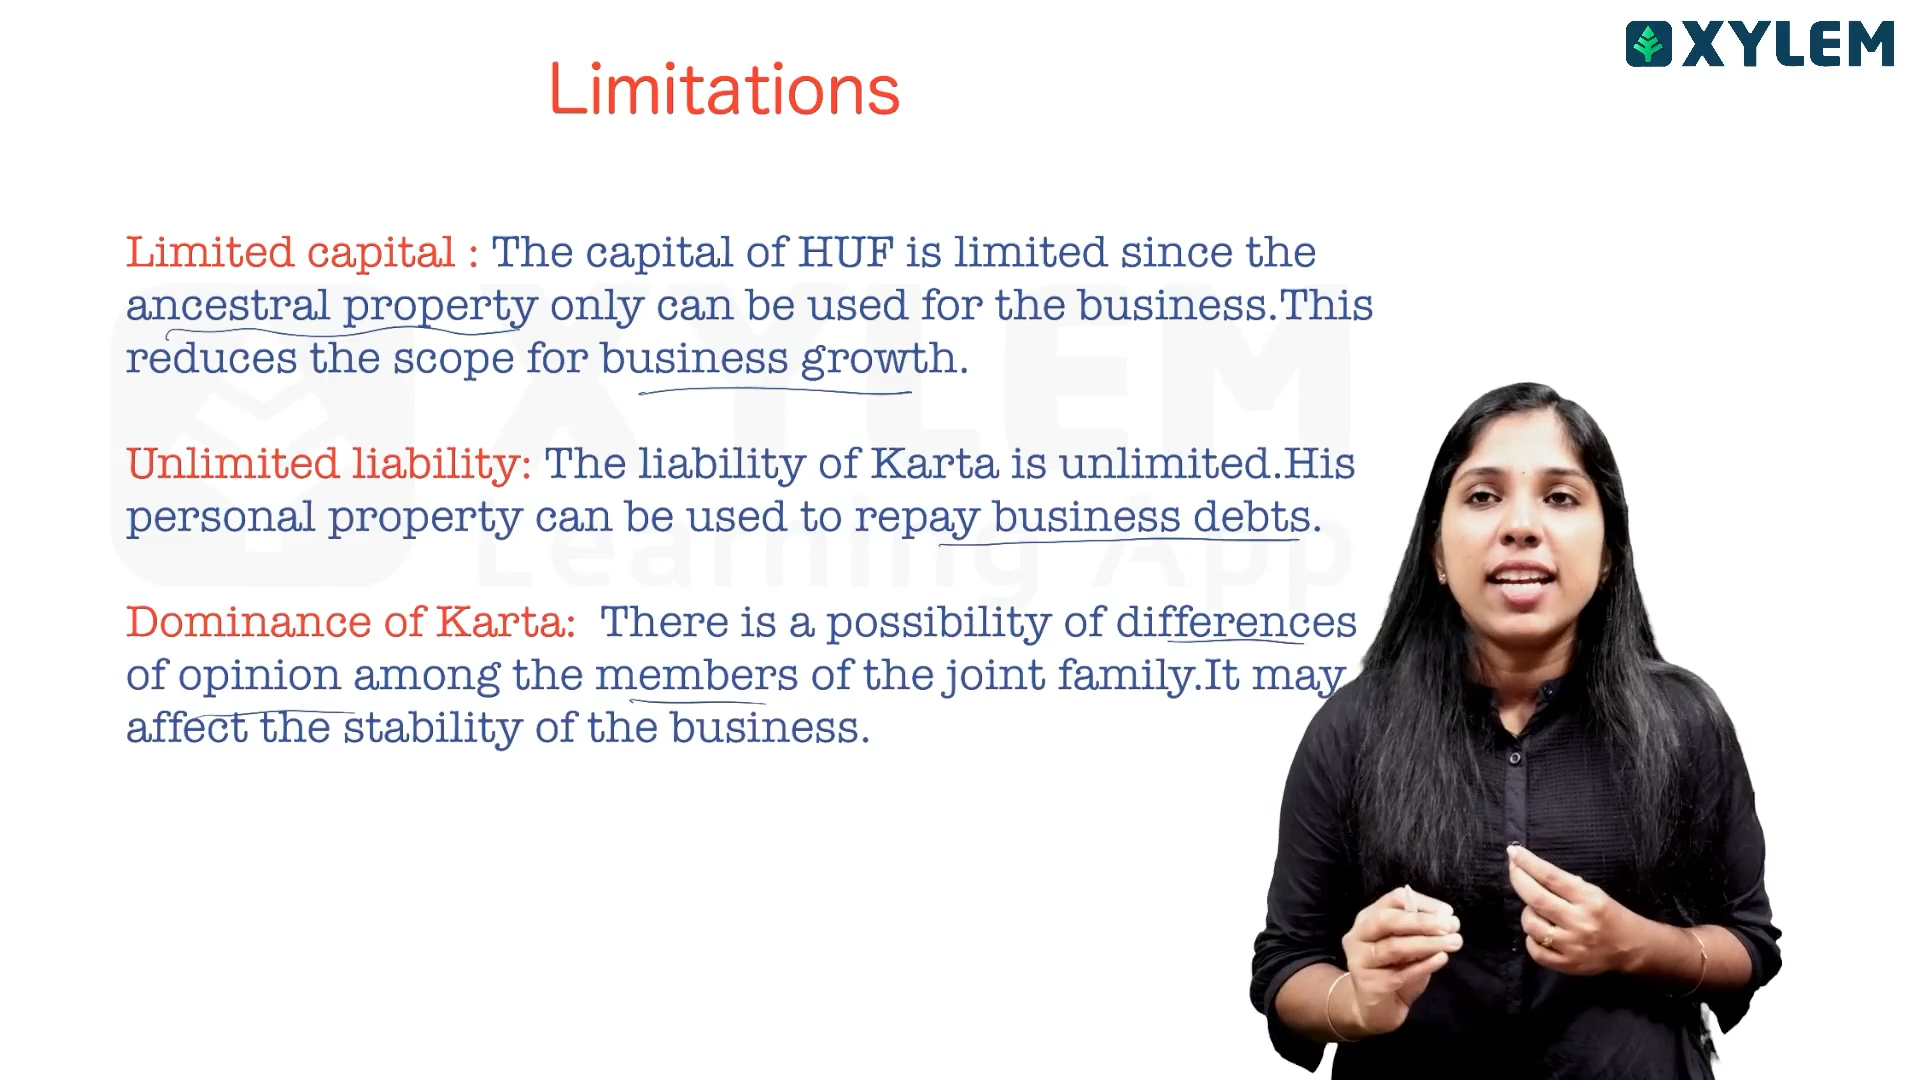 XYLEM
Limitations
Limited capital : The capital of HUF is limited since the
ancestral property only can be used for the business.This
reduces the scope for business growth.
Unlimited liability: The liability of Karta is unlimited.His
personal property can be used to repay business debts.
Dominance of Karta: There is a possibility of differences
of opinion among the members of the joint family.It may
affect the stability of the business.
XYLEM
Learning App